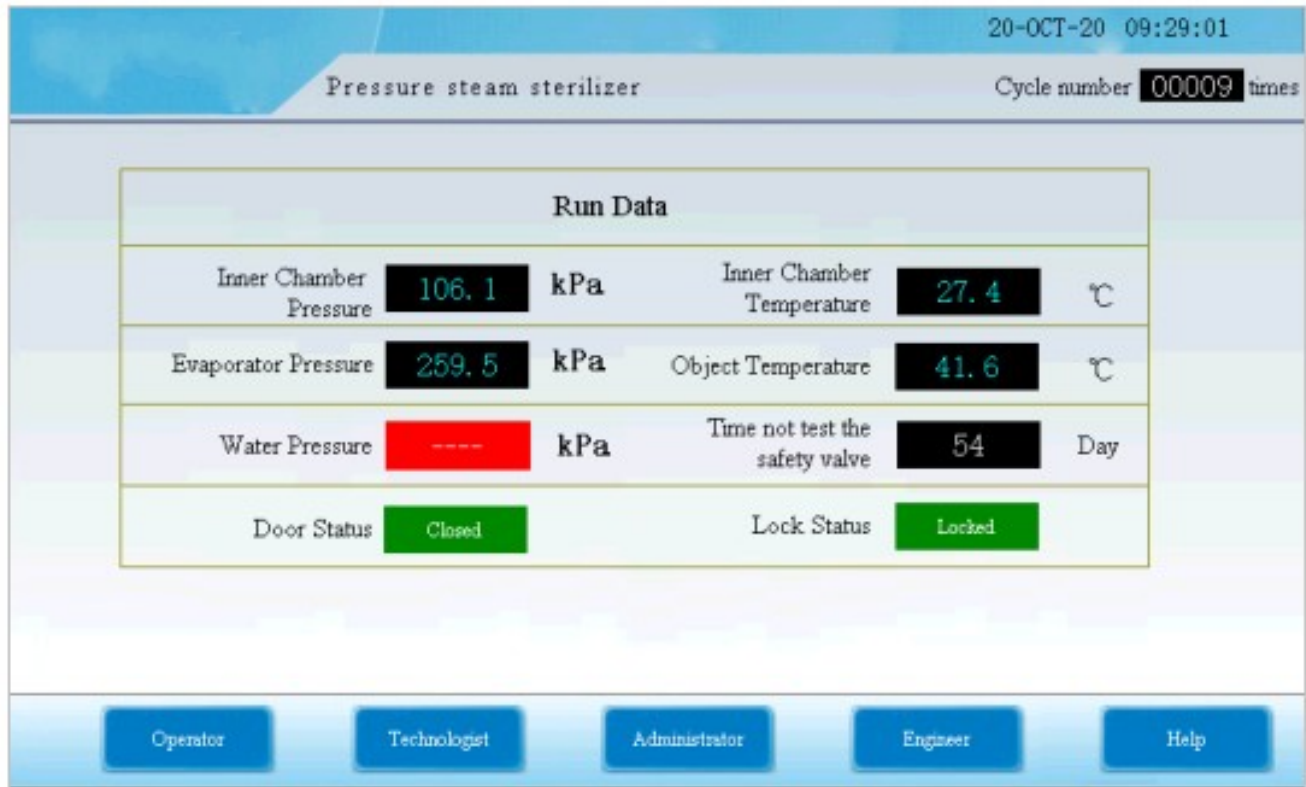 20-OCT-20 09:29:01
Pressure steam sterilizer
Cycle number 00009 times
Run Data
Inner Chamber
Pressure
106.1 kPa
Inner Chamber
Temperature
27.4 ℃
Evaporator Pressure 259.5 kPa
Object Temperature 41.6 ℃
Water Pressure ---- kPa
Time not test the
safety valve
54 Day
Door Status Closed
Lock Status Locked
Operator
Technologist
Administrator
Engineer
Help